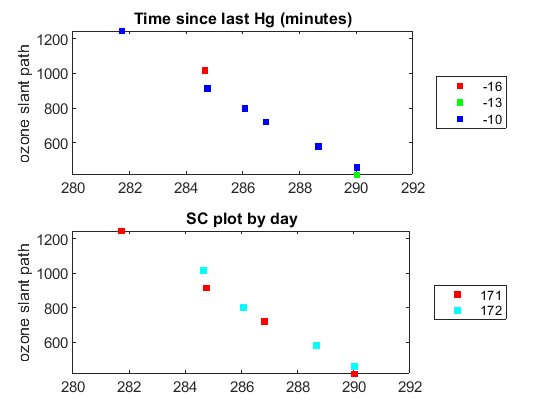 Time since last Hg (minutes)
1200
1000
800
600
ozone slant path
280 282 284 286 288 290 292
-16
-13
-10
SC plot by day
1200
1000
800
600
ozone slant path
280 282 284 286 288 290 292
171
172